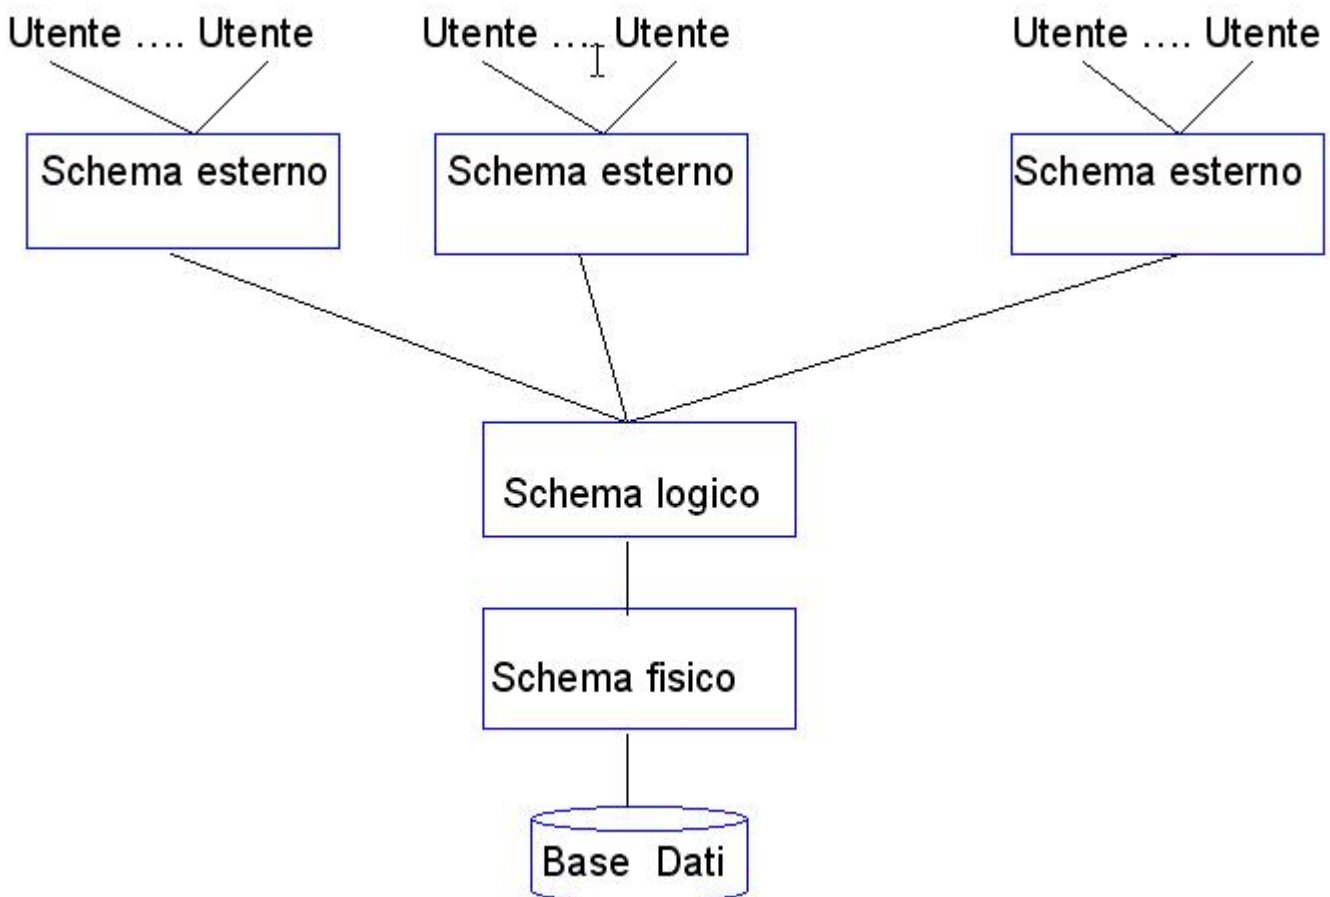 Utente .... Utente
Utente .... Utente
Utente .... Utente
Schema esterno
Schema esterno
Schema esterno
Schema logico
Schema fisico
Base Dati